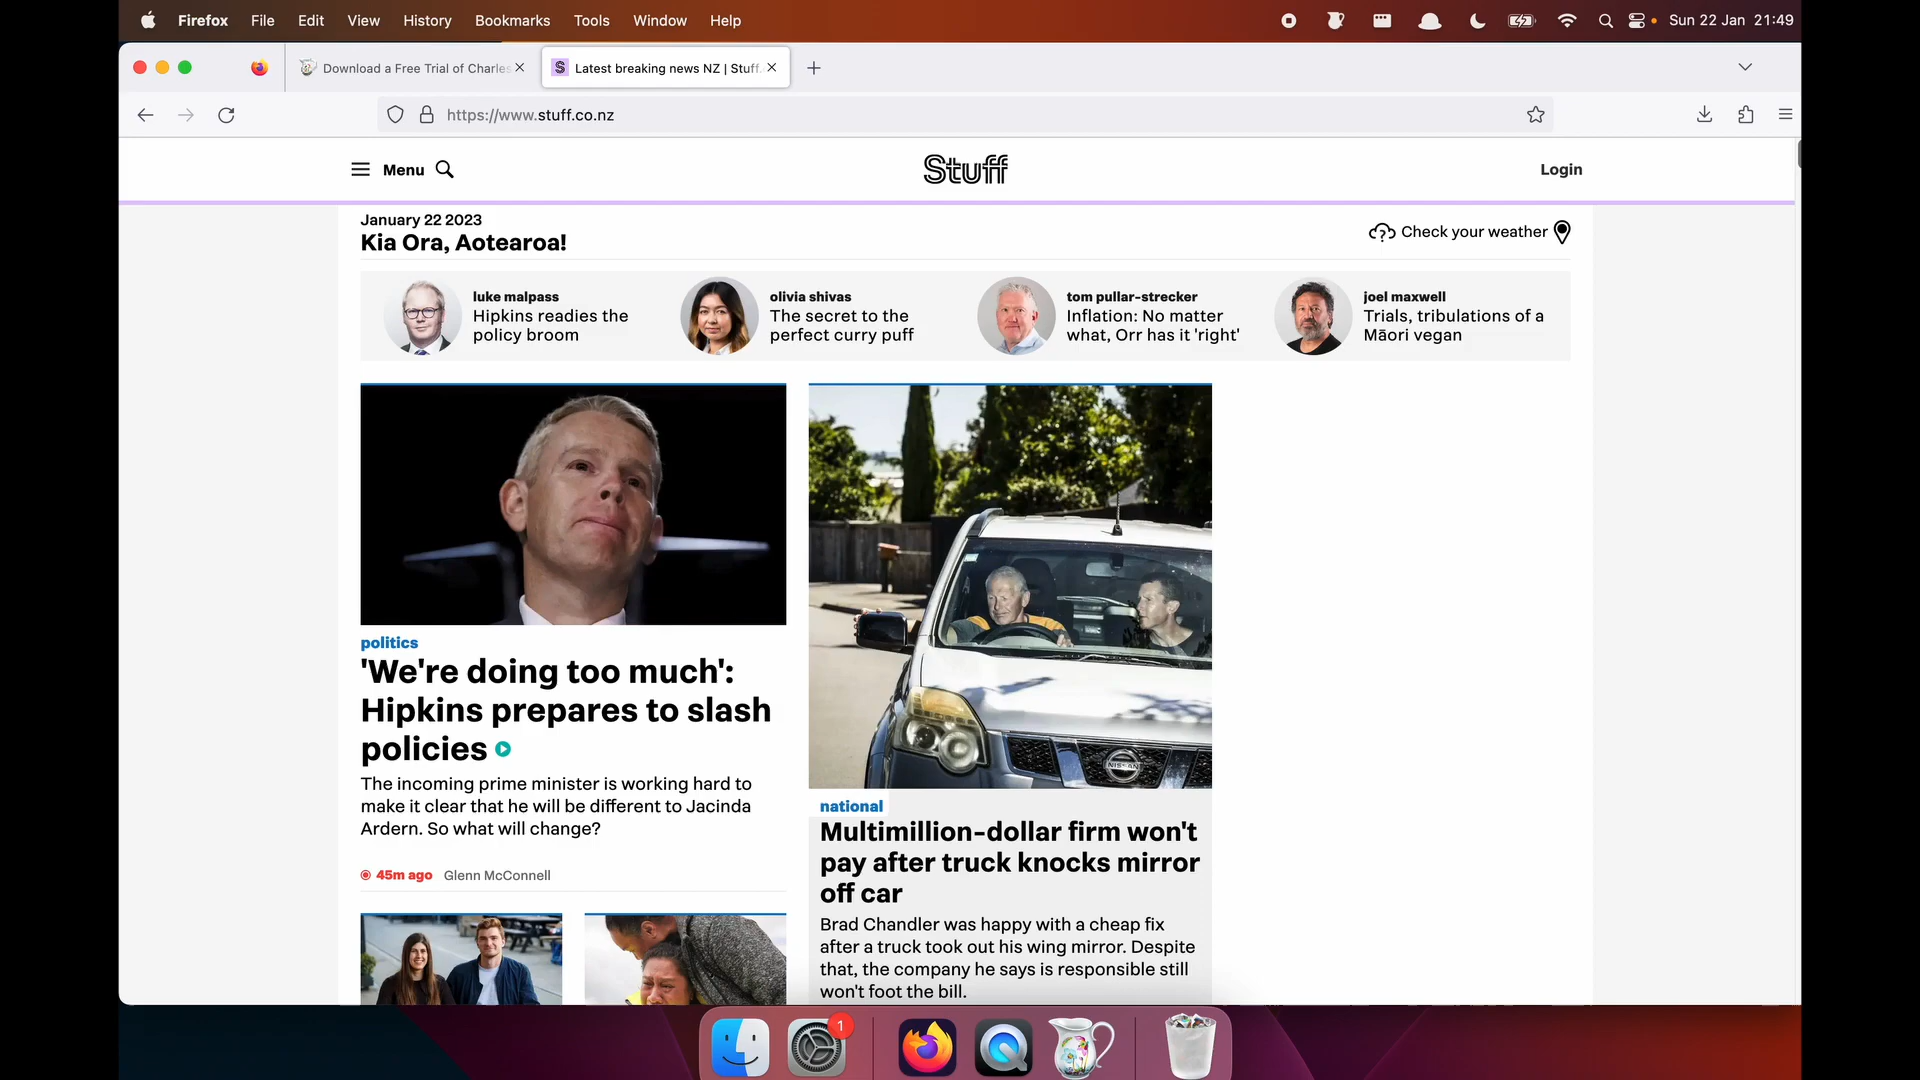 Firefox File Edit View History Bookmarks Tools Window Help Sun 22 Jan 21:49
Download a Free Trial of Charles
Latest breaking news NZ | Stuff.
https://www.stuff.co.nz
Menu
Stuff
Login
January 22 2023
Kia Ora, Aotearoa!
Check your weather
luke malpass
Hipkins readies the
policy broom
olivia shivas
The secret to the
perfect curry puff
tom pullar-strecker
Inflation: No matter
what, Orr has it 'right'
joel maxwell
Trials, tribulations of a
Māori vegan
politics
'We're doing too much':
Hipkins prepares to slash
policies
The incoming prime minister is working hard to
make it clear that he will be different to Jacinda
Ardern. So what will change?
45m ago Glenn McConnell
NISSAN
national
Multimillion-dollar firm won't
pay after truck knocks mirror
off car
Brad Chandler was happy with a cheap fix
after a truck took out his wing mirror. Despite
that, the company he says is responsible still
won't foot the bill.
1